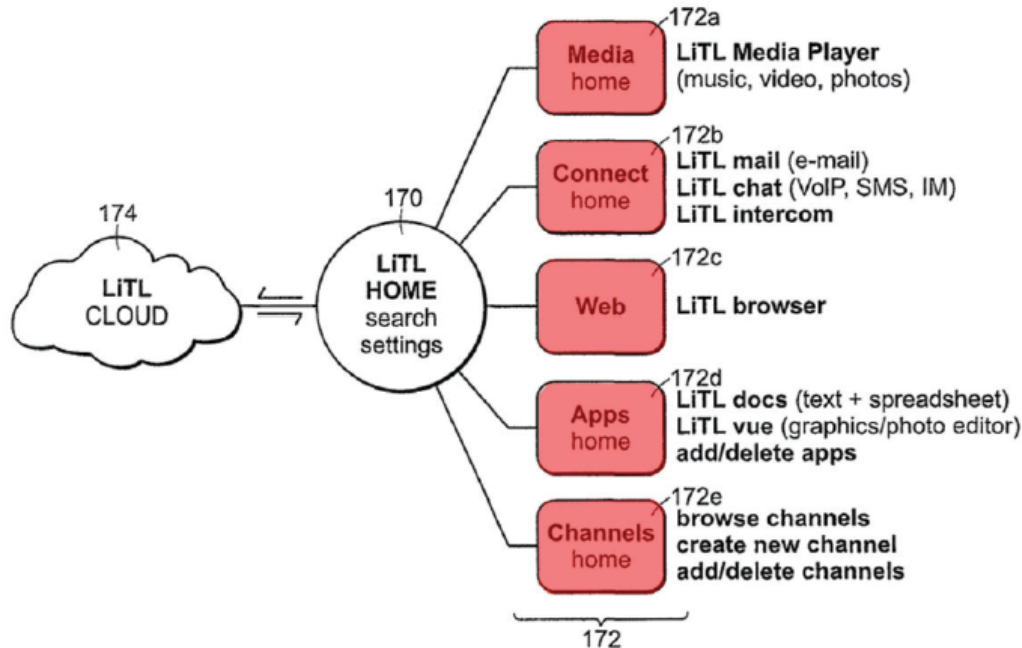 174
LiTL
CLOUD
170
LiTL
HOME
search
settings
172a
Media
home
LiTL Media Player
(music, video, photos)
172b
Connect
home
LiTL mail (e-mail)
LiTL chat (VoIP, SMS, IM)
LiTL intercom
172c
Web
LiTL browser
172d
Apps
home
LiTL docs (text + spreadsheet)
LiTL vue (graphics/photo editor)
add/delete apps
172e
Channels
home
browse channels
create new channel
add/delete channels
172